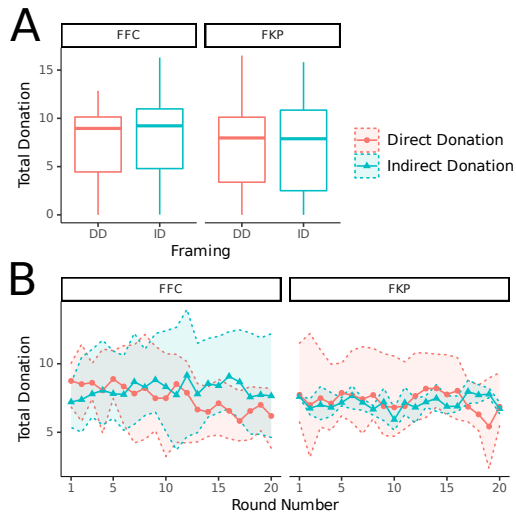 A
FFC
FKP
Total Donation
15
10
5
0
DD
ID
DD
ID
Framing
Direct Donation
Indirect Donation
B
FFC
FKP
Total Donation
10
5
1
5
10
15
20
1
5
10
15
20
Round Number